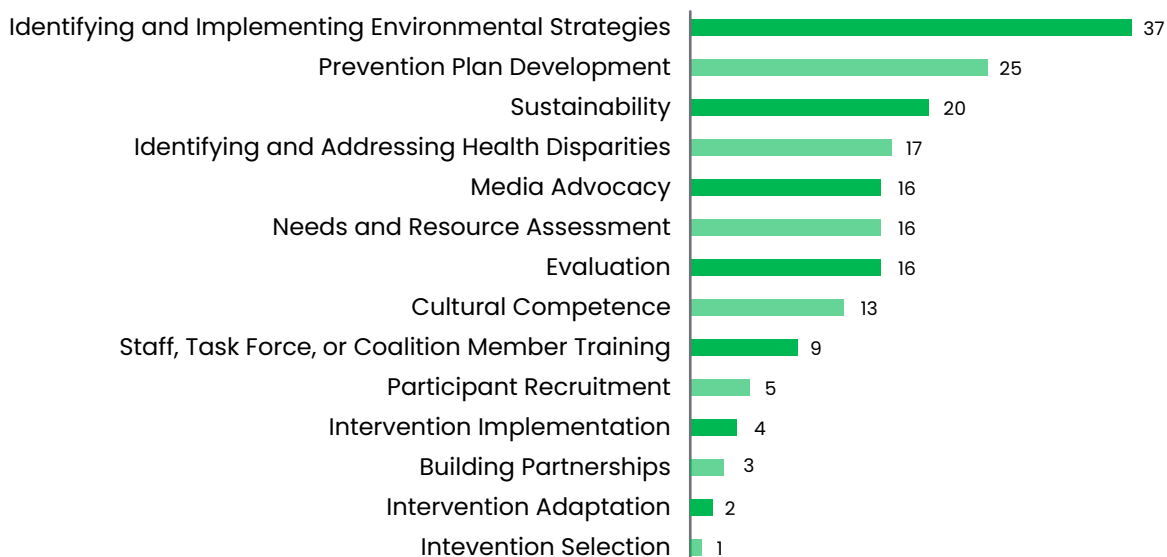 Identifying and Implementing Environmental Strategies 37
Prevention Plan Development 25
Sustainability 20
Identifying and Addressing Health Disparities 17
Media Advocacy 16
Needs and Resource Assessment 16
Evaluation 16
Cultural Competence 13
Staff, Task Force, or Coalition Member Training 9
Participant Recruitment 5
Intervention Implementation 4
Building Partnerships 3
Intervention Adaptation 2
Intevention Selection 1